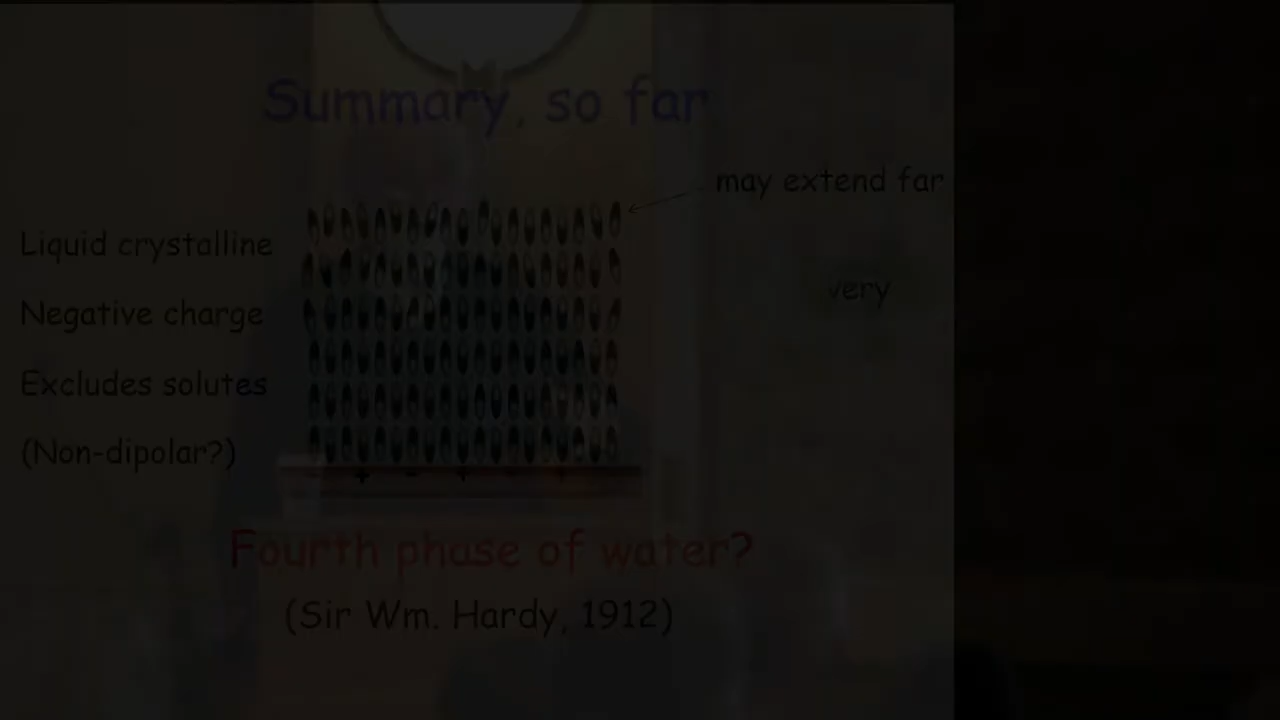 Summary, so far
may extend far
Liquid crystalline
very
Negative charge
Excludes solutes
(Non-dipolar?)
+ - + - +
Fourth phase of water?
(Sir Wm. Hardy, 1912)